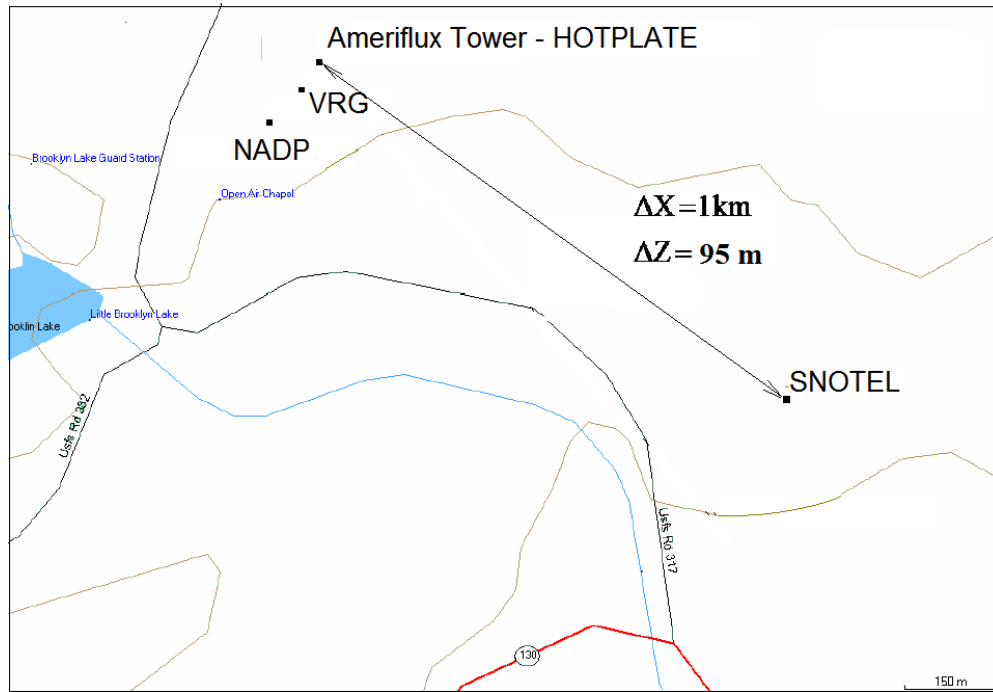 Ameriflux Tower - HOTPLATE
VRG
NADP
Brooklyn Lake Guard Station
Open Air Chapel
ΔX = 1km
ΔZ = 95 m
Little Brooklyn Lake
ooklin Lake
SNOTEL
Usfs Rd 332
Usfs Rd 317
130
150 m